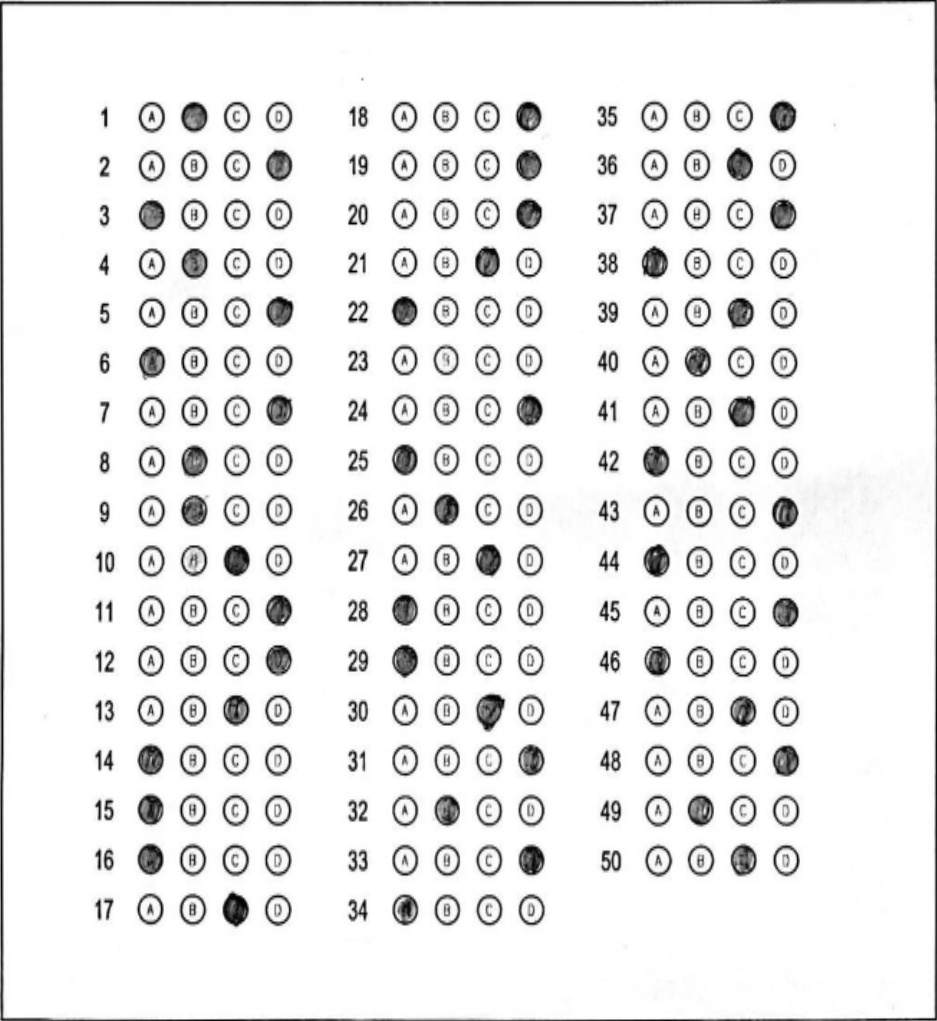 1 A C D
2 A B C
3 B C D
4 A C D
5 A B C
6 A B C D
7 A B C
8 A C D
9 A C D
10 A B D
11 A B C
12 A B C
13 A B D
14 B C D
15 B C D
16 B C D
17 A B D
18 A B C
19 A B C
20 A B C
21 A B D
22 B C D
23 A B C D
24 A B C
25 B C D
26 A C D
27 A B D
28 B C D
29 B C D
30 A B D
31 A B C
32 A C D
33 A B C
34 B C D
35 A B C
36 A B D
37 A B C
38 B C D
39 A B D
40 A C D
41 A B D
42 B C D
43 A B C
44 B C D
45 A B C
46 B C D
47 A B D
48 A B C
49 A C D
50 A B D